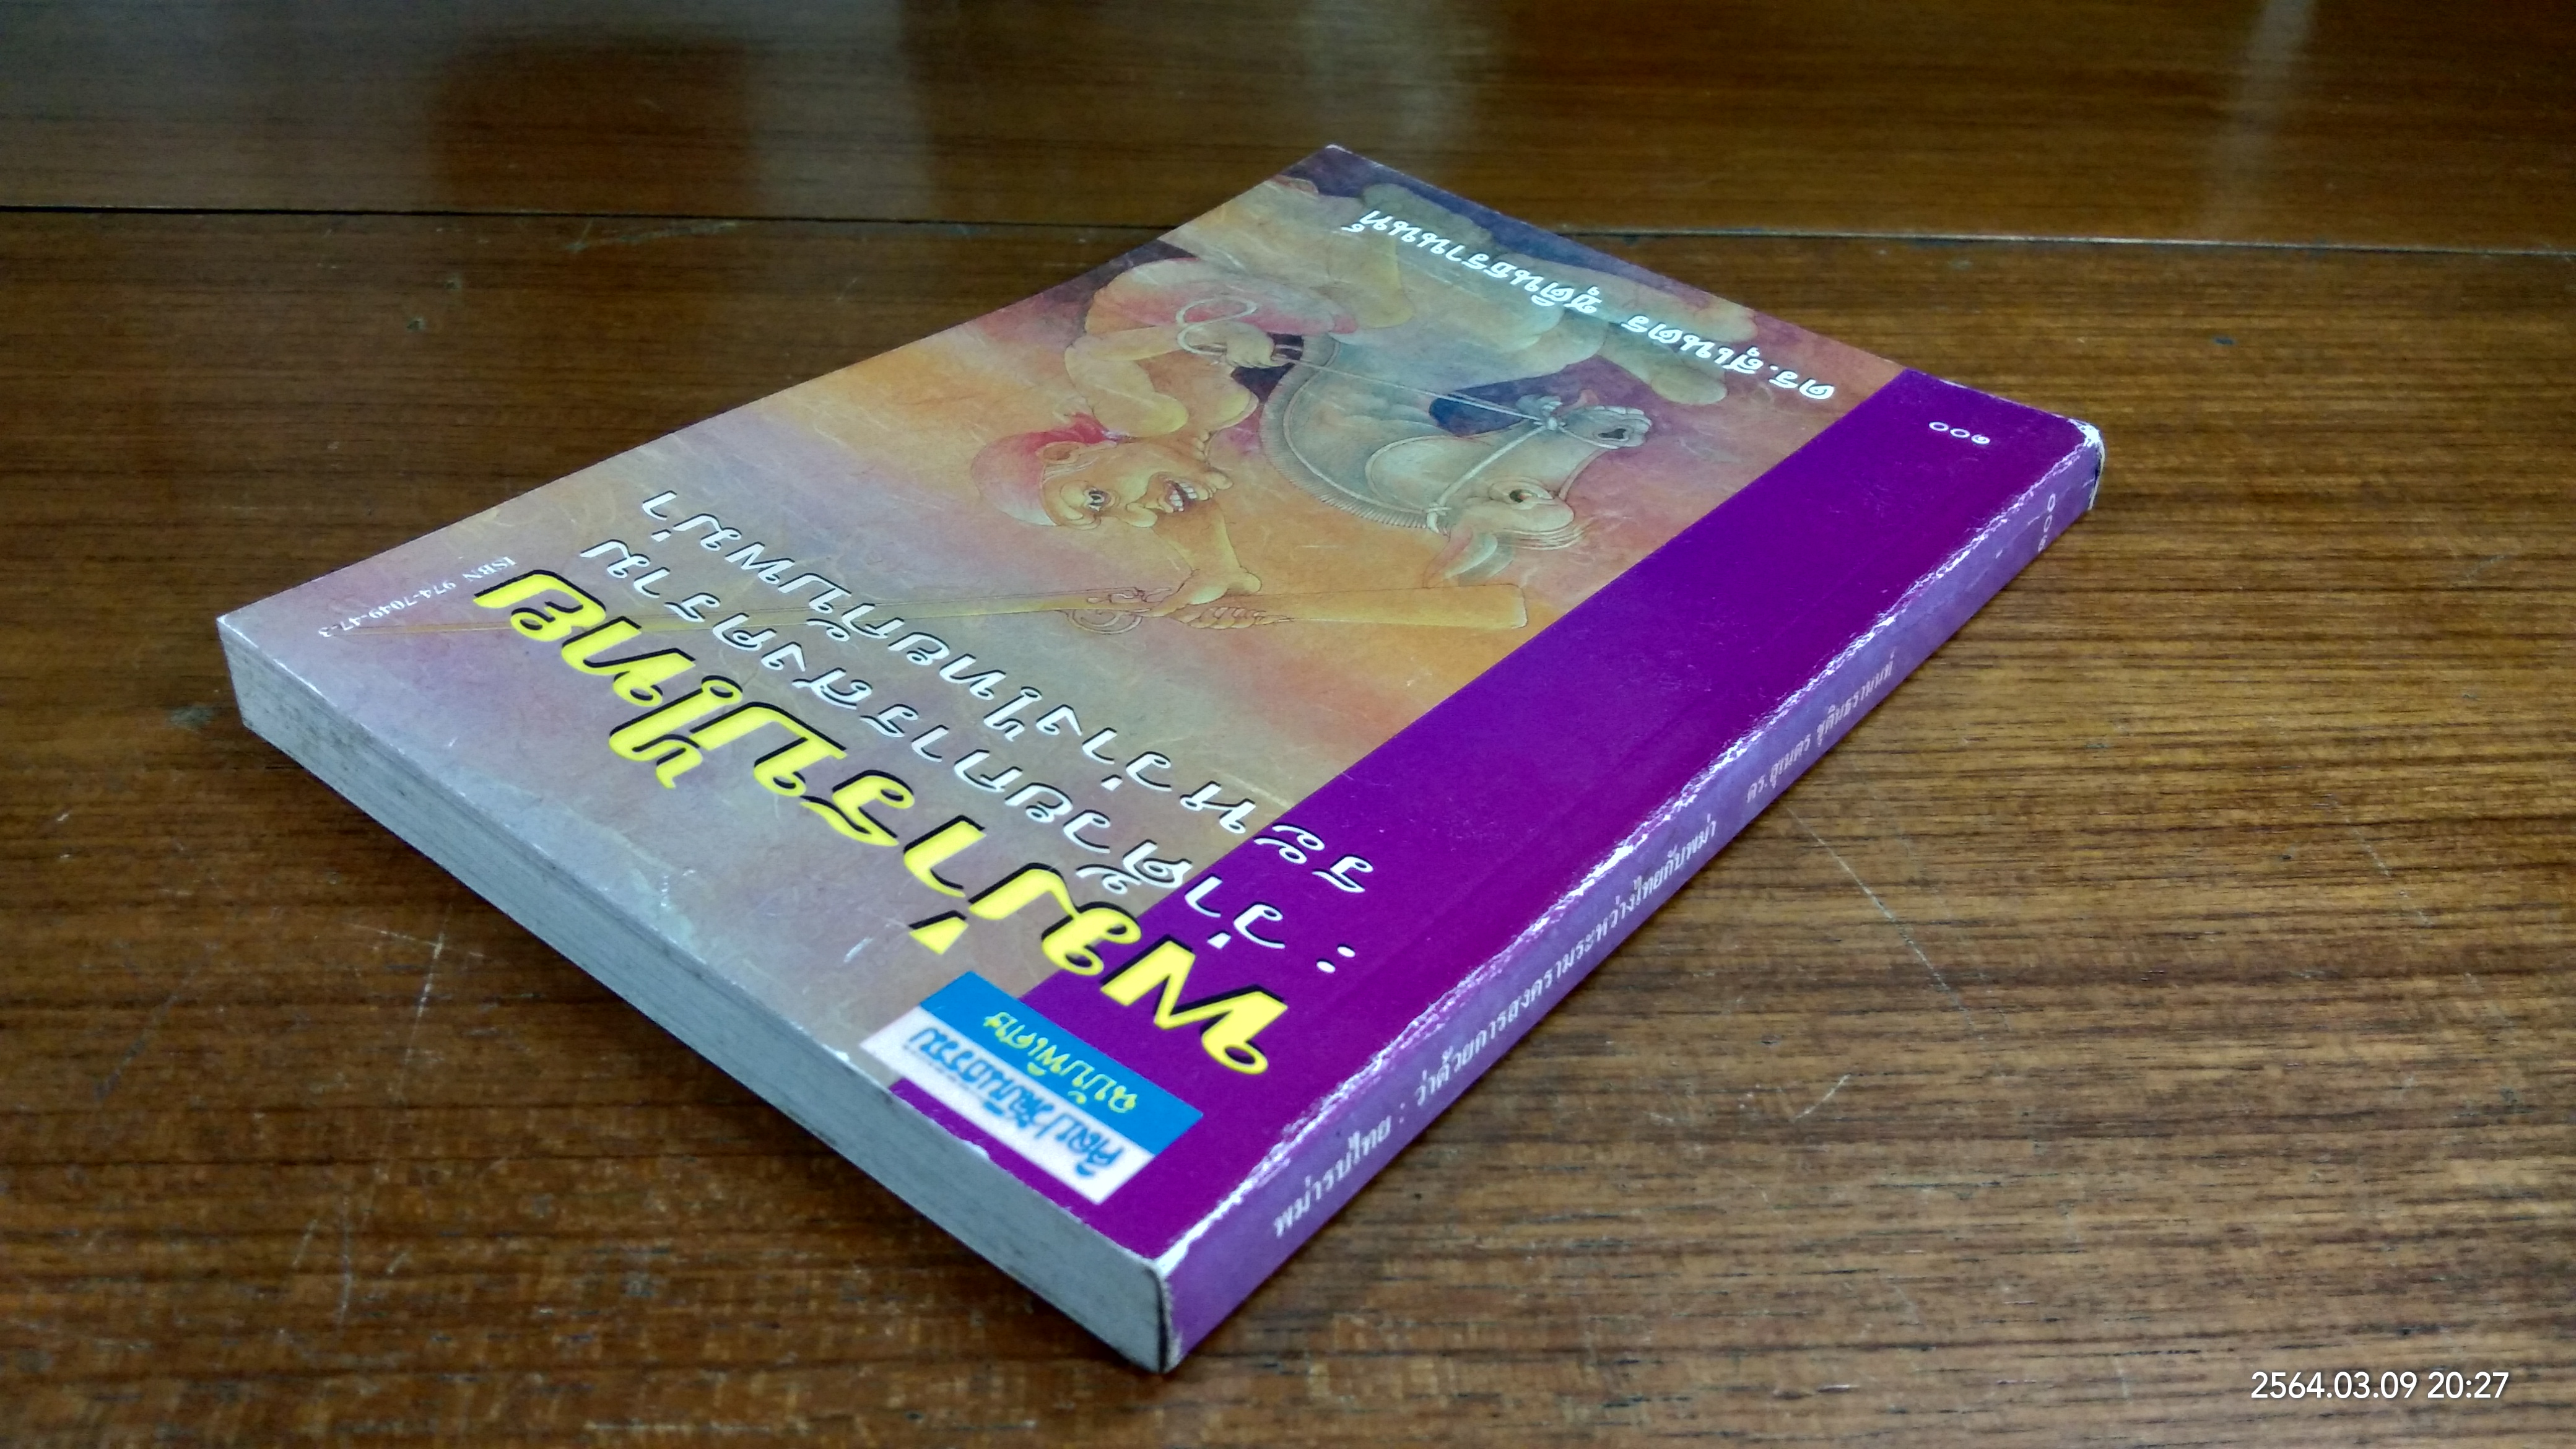 ศิลปวัฒนธรรม
ฉบับพิเศษ
พม่ารบไทย
: ว่าด้วยการสงคราม
ระหว่างไทยกับพม่า
ISBN 974-7049-47-3
ดร.สุเนตร ชุตินธรานนท์
๑๐๐
พม่ารบไทย : ว่าด้วยการสงครามระหว่างไทยกับพม่า ดร.สุเนตร ชุตินธรานนท์ ๑๐๐
2564.03.09 20:27